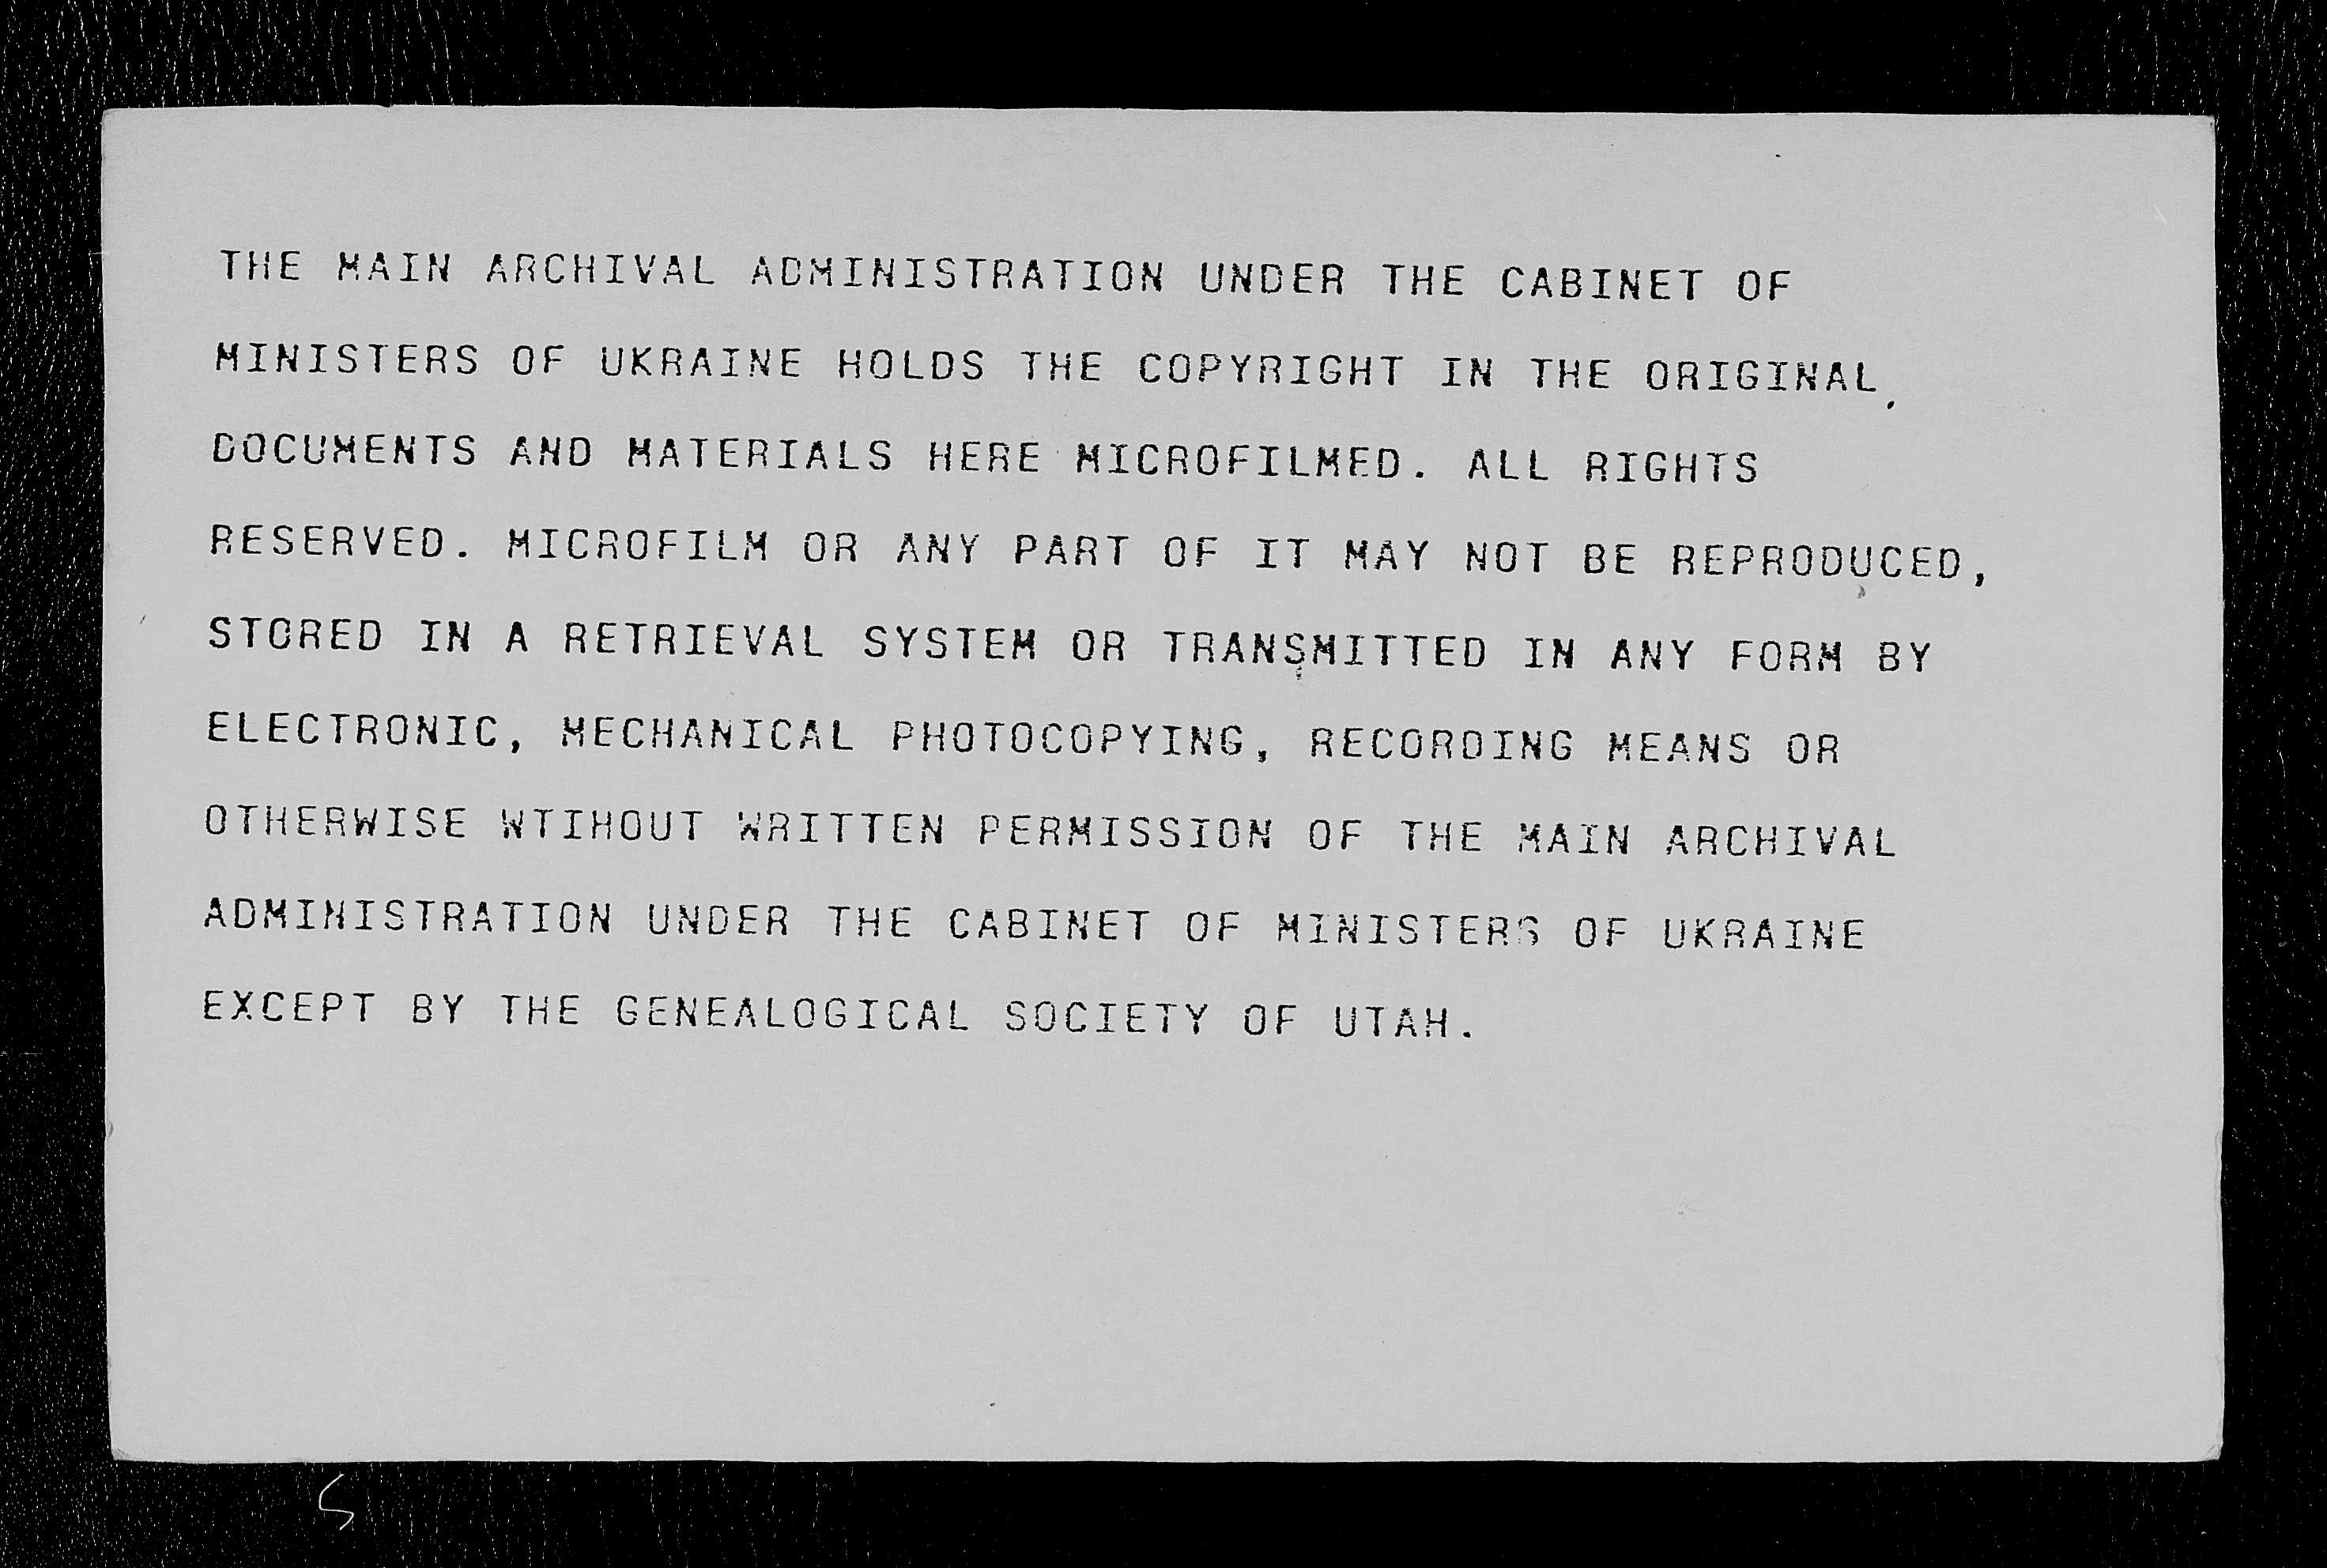 THE MAIN ARCHIVAL ADMINISTRATION UNDER THE CABINET OF
MINISTERS OF UKRAINE HOLDS THE COPYRIGHT IN THE ORIGINAL
DOCUMENTS AND MATERIALS HERE MICROFILMED. ALL RIGHTS
RESERVED. MICROFILM OR ANY PART OF IT MAY NOT BE REPRODUCED,
STORED IN A RETRIEVAL SYSTEM OR TRANSMITTED IN ANY FORM BY
ELECTRONIC, MECHANICAL PHOTOCOPYING, RECORDING MEANS OR
OTHERWISE WTIHOUT WRITTEN PERMISSION OF THE MAIN ARCHIVAL
ADMINISTRATION UNDER THE CABINET OF MINISTERS OF UKRAINE
EXCEPT BY THE GENEALOGICAL SOCIETY OF UTAH.